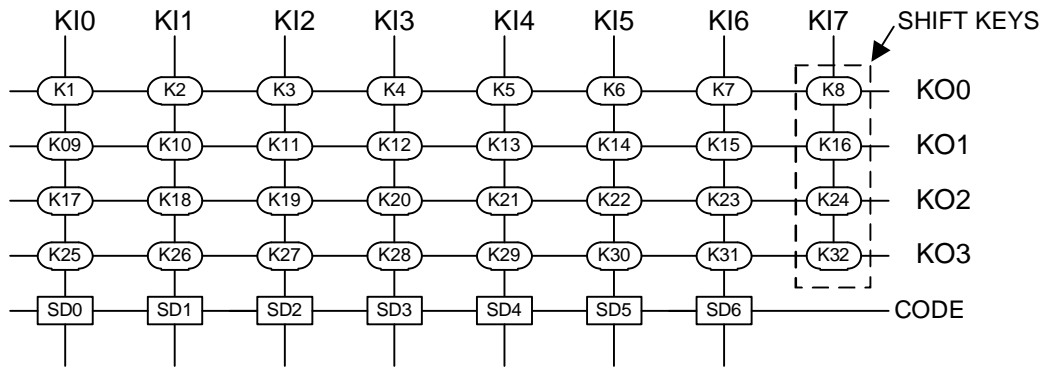 KI0 KI1 KI2 KI3 KI4 KI5 KI6 KI7 SHIFT KEYS
K1 K2 K3 K4 K5 K6 K7 K8 KO0
K09 K10 K11 K12 K13 K14 K15 K16 KO1
K17 K18 K19 K20 K21 K22 K23 K24 KO2
K25 K26 K27 K28 K29 K30 K31 K32 KO3
SD0 SD1 SD2 SD3 SD4 SD5 SD6 CODE